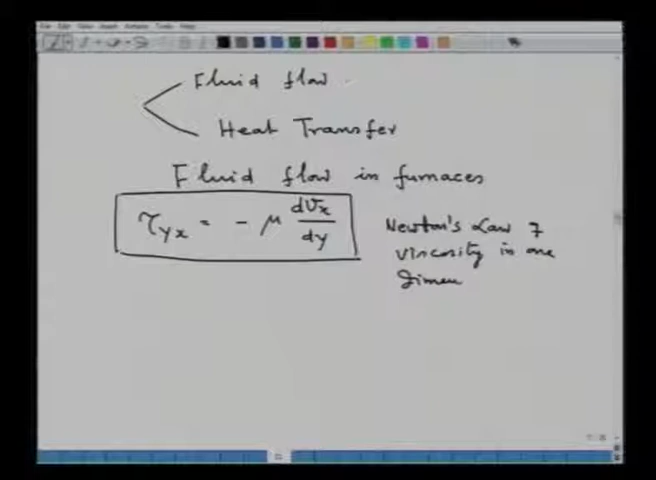 Fluid flow
Heat Transfer
Fluid flow in furnaces
τyx = - μ dVx/dy
Newton's Law of
viscosity in one
Dimen